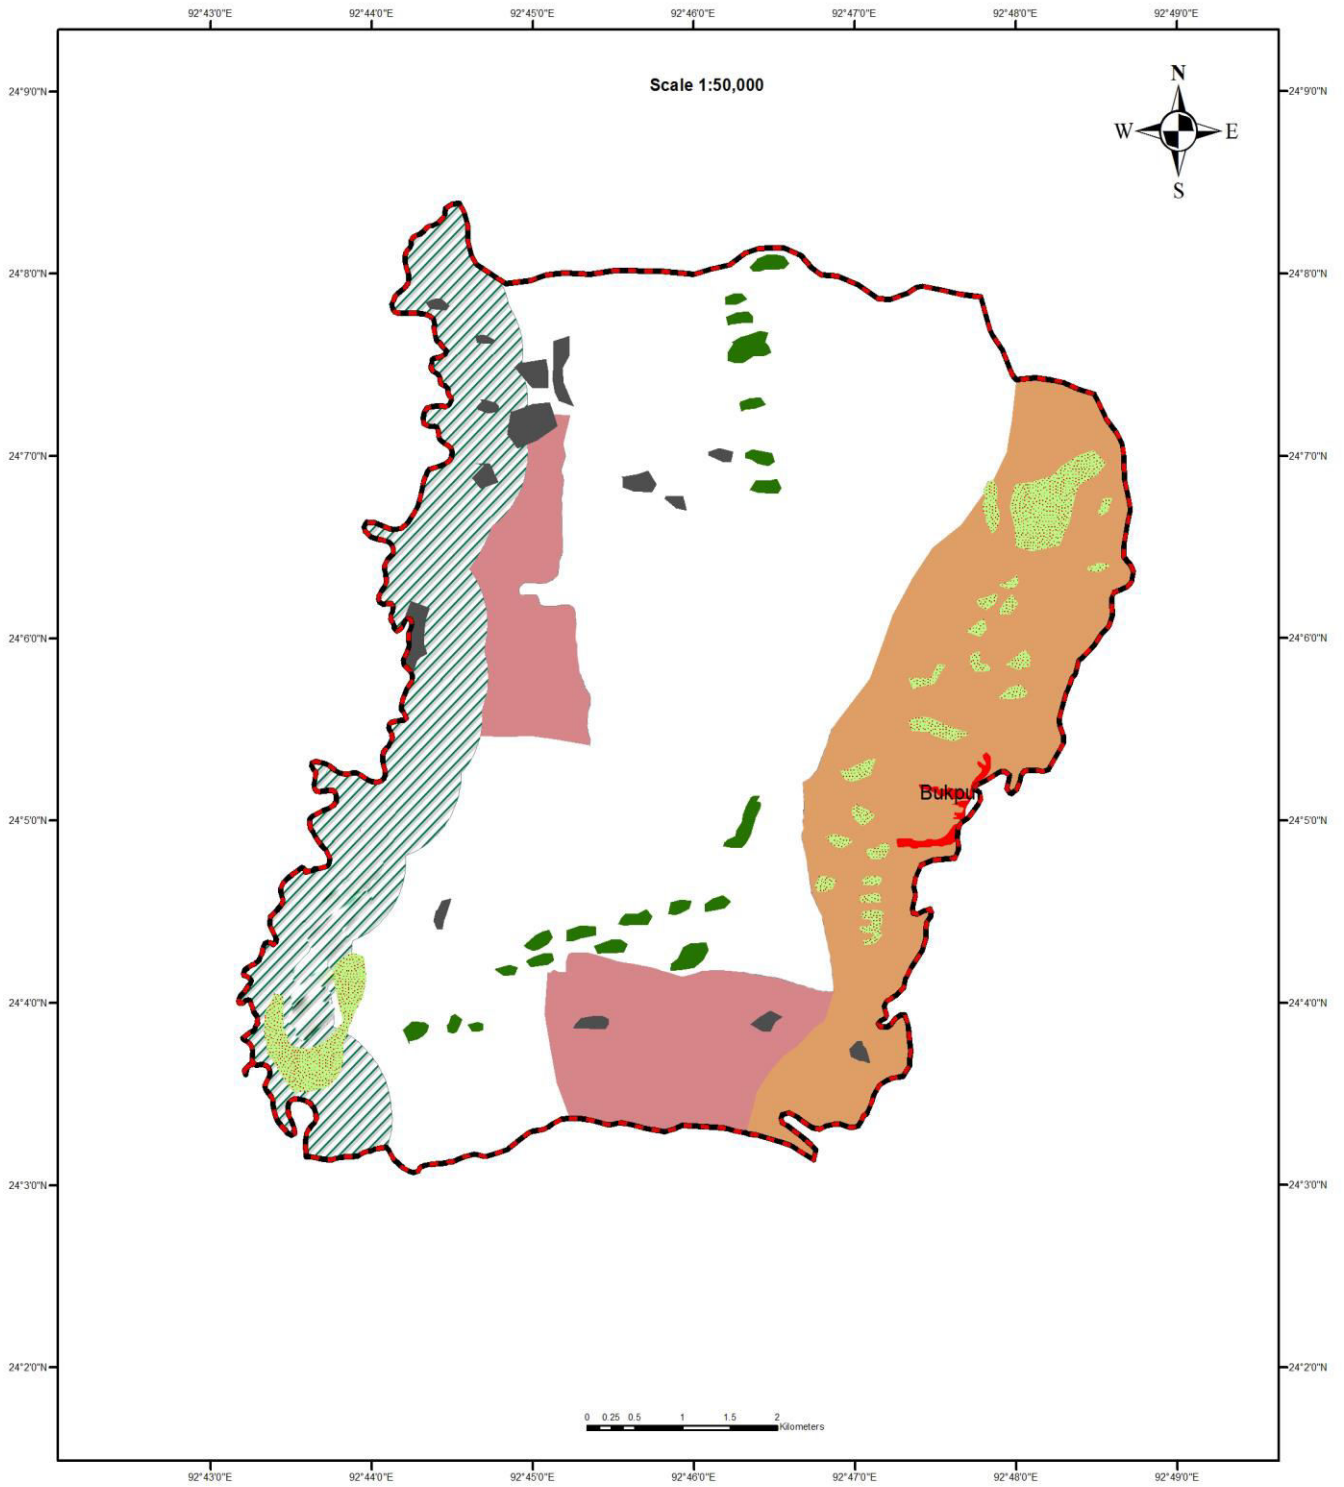 92°43'0"E 92°44'0"E 92°45'0"E 92°46'0"E 92°47'0"E 92°48'0"E 92°49'0"E
Scale 1:50,000
N
W E
S
24°9'0"N 24°9'0"N
24°8'0"N 24°8'0"N
24°7'0"N 24°7'0"N
24°6'0"N 24°6'0"N
Bukpui
24°5'0"N 24°5'0"N
24°4'0"N 24°4'0"N
24°3'0"N 24°3'0"N
24°2'0"N 24°2'0"N
0 0.25 0.5 1 1.5 2
Kilometers
92°43'0"E 92°44'0"E 92°45'0"E 92°46'0"E 92°47'0"E 92°48'0"E 92°49'0"E